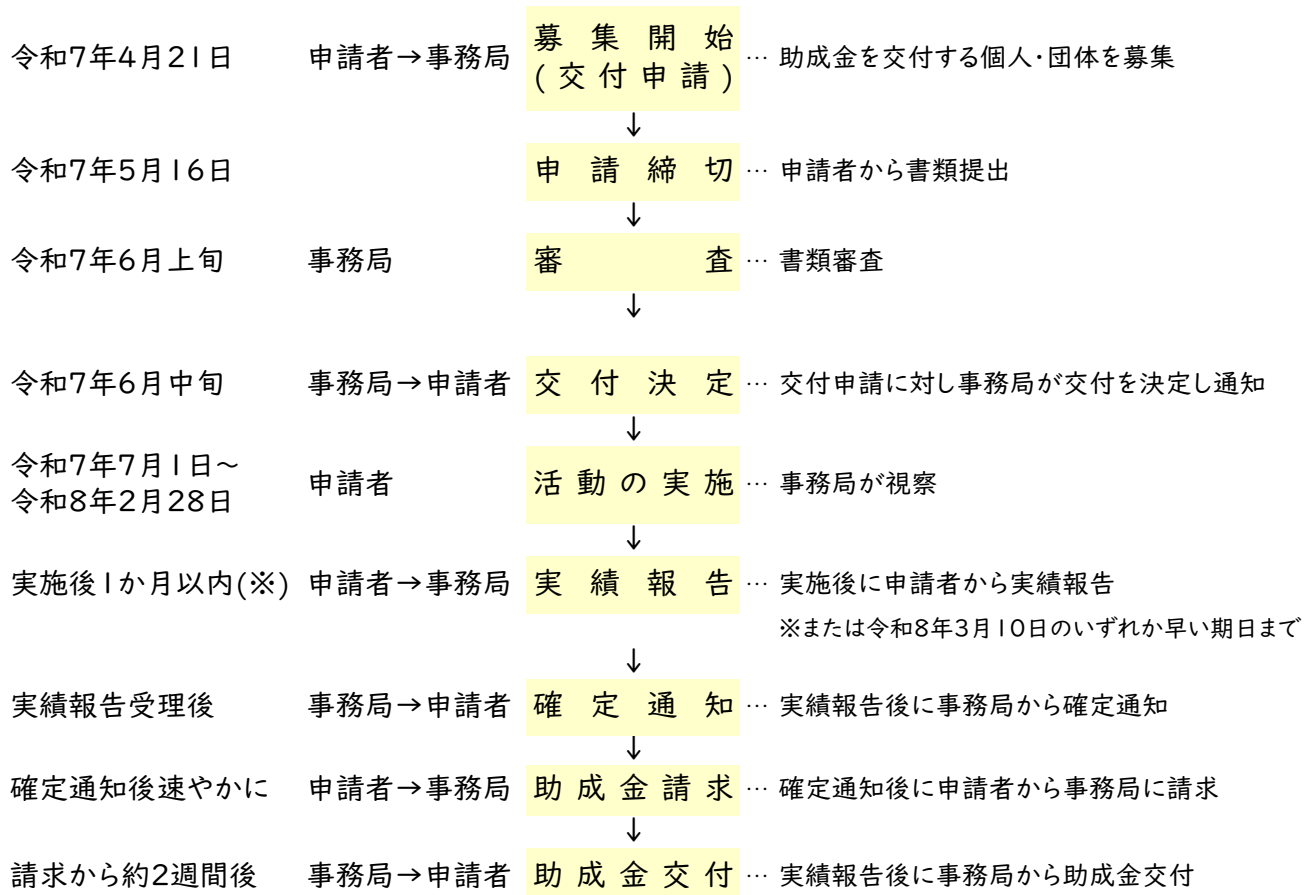 令和7年4月21日 申請者→事務局 募集開始 … 助成金を交付する個人・団体を募集
(交付申請)
↓
令和7年5月16日 申請締切 … 申請者から書類提出
↓
令和7年6月上旬 事務局 審査 … 書類審査
↓
令和7年6月中旬 事務局→申請者 交付決定 … 交付申請に対し事務局が交付を決定し通知
↓
令和7年7月1日~
令和8年2月28日 申請者 活動の実施 … 事務局が視察
↓
実施後1か月以内(※) 申請者→事務局 実績報告 … 実施後に申請者から実績報告
※または令和8年3月10日のいずれか早い期日まで
↓
実績報告受理後 事務局→申請者 確定通知 … 実績報告後に事務局から確定通知
↓
確定通知後速やかに 申請者→事務局 助成金請求 … 確定通知後に申請者から事務局に請求
↓
請求から約2週間後 事務局→申請者 助成金交付 … 実績報告後に事務局から助成金交付